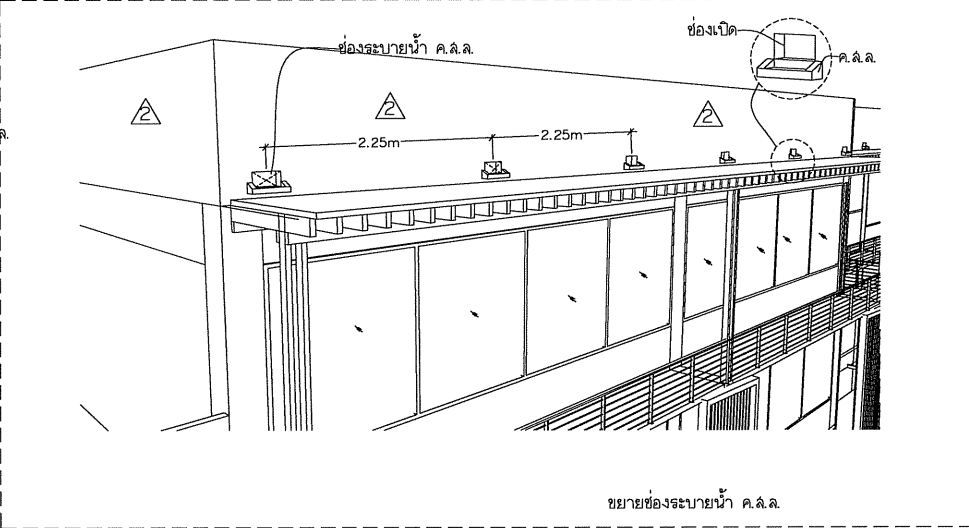 ช่องเปิด
ช่องระบายน้ำ ค.ส.ล.
ค.ส.ล.
2
2
2
2.25m
2.25m
ขยายช่องระบายน้ำ ค.ส.ล.